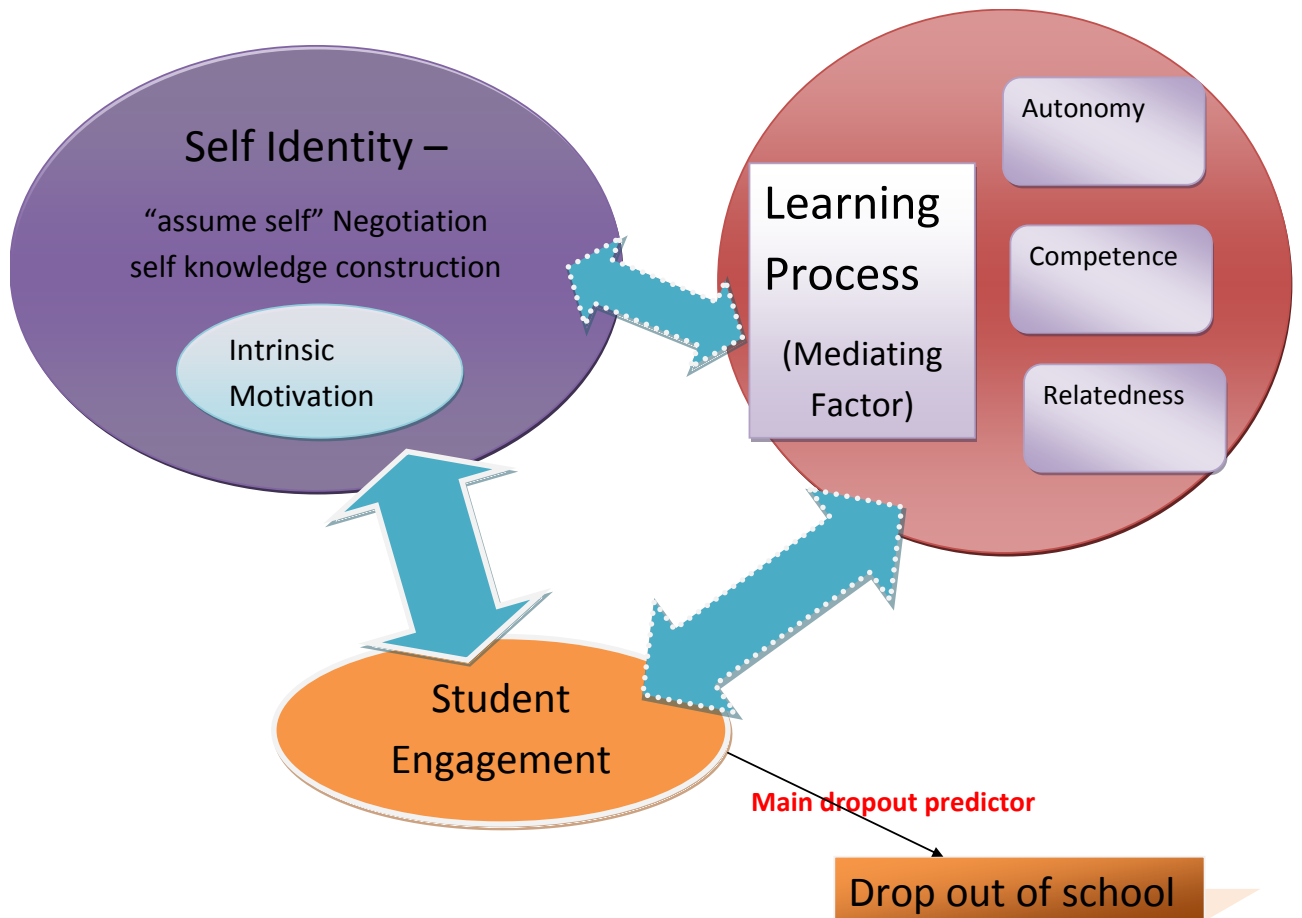 Self Identity –
“assume self” Negotiation
self knowledge construction
Intrinsic
Motivation
Learning
Process
(Mediating
Factor)
Autonomy
Competence
Relatedness
Student
Engagement
Main dropout predictor
Drop out of school